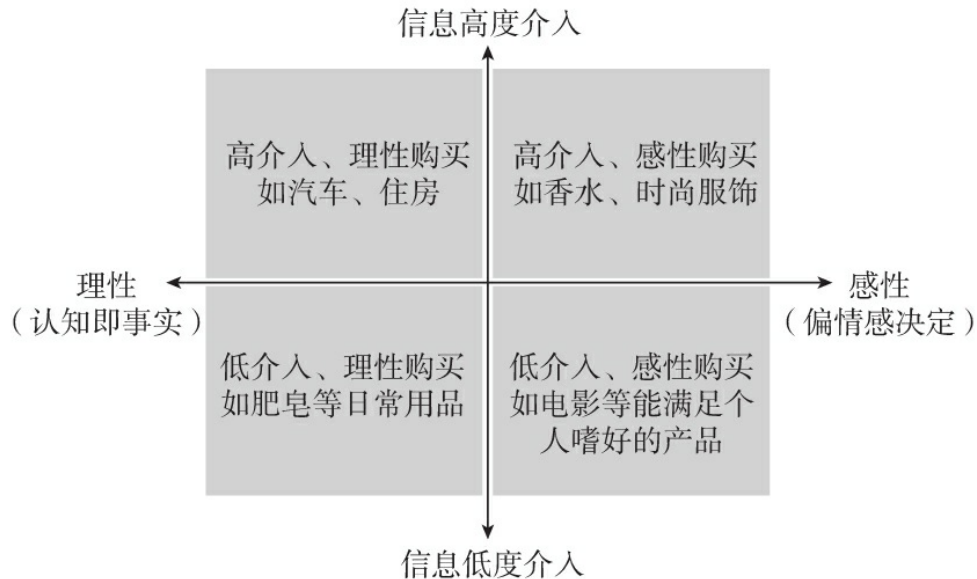 信息高度介入
高介入、理性购买
如汽车、住房
高介入、感性购买
如香水、时尚服饰
理性
（认知即事实）
感性
（偏情感决定）
低介入、理性购买
如肥皂等日常用品
低介入、感性购买
如电影等能满足个
人嗜好的产品
信息低度介入